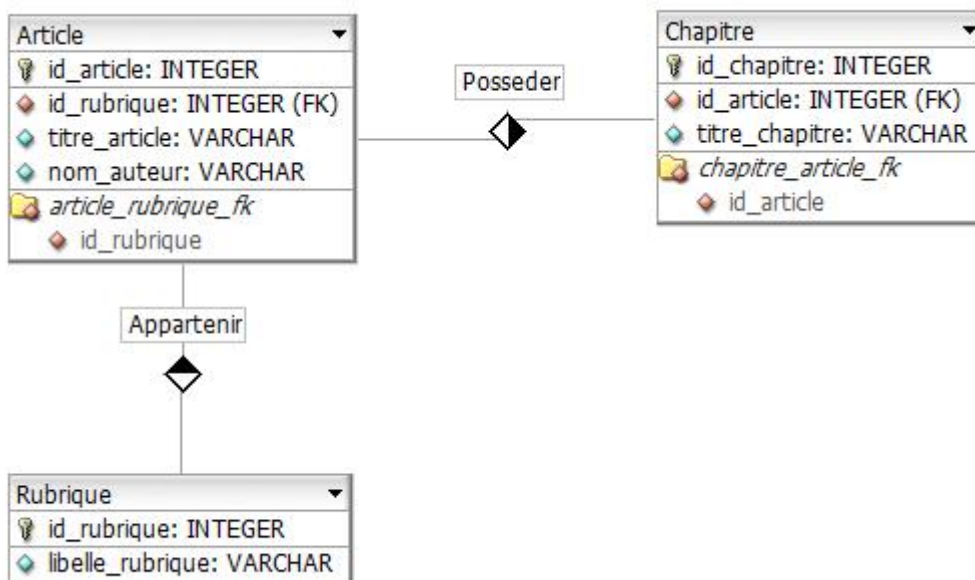 Article
id_article: INTEGER
id_rubrique: INTEGER (FK)
titre_article: VARCHAR
nom_auteur: VARCHAR
article_rubrique_fk
id_rubrique
Posseder
Chapitre
id_chapitre: INTEGER
id_article: INTEGER (FK)
titre_chapitre: VARCHAR
chapitre_article_fk
id_article
Appartenir
Rubrique
id_rubrique: INTEGER
libelle_rubrique: VARCHAR